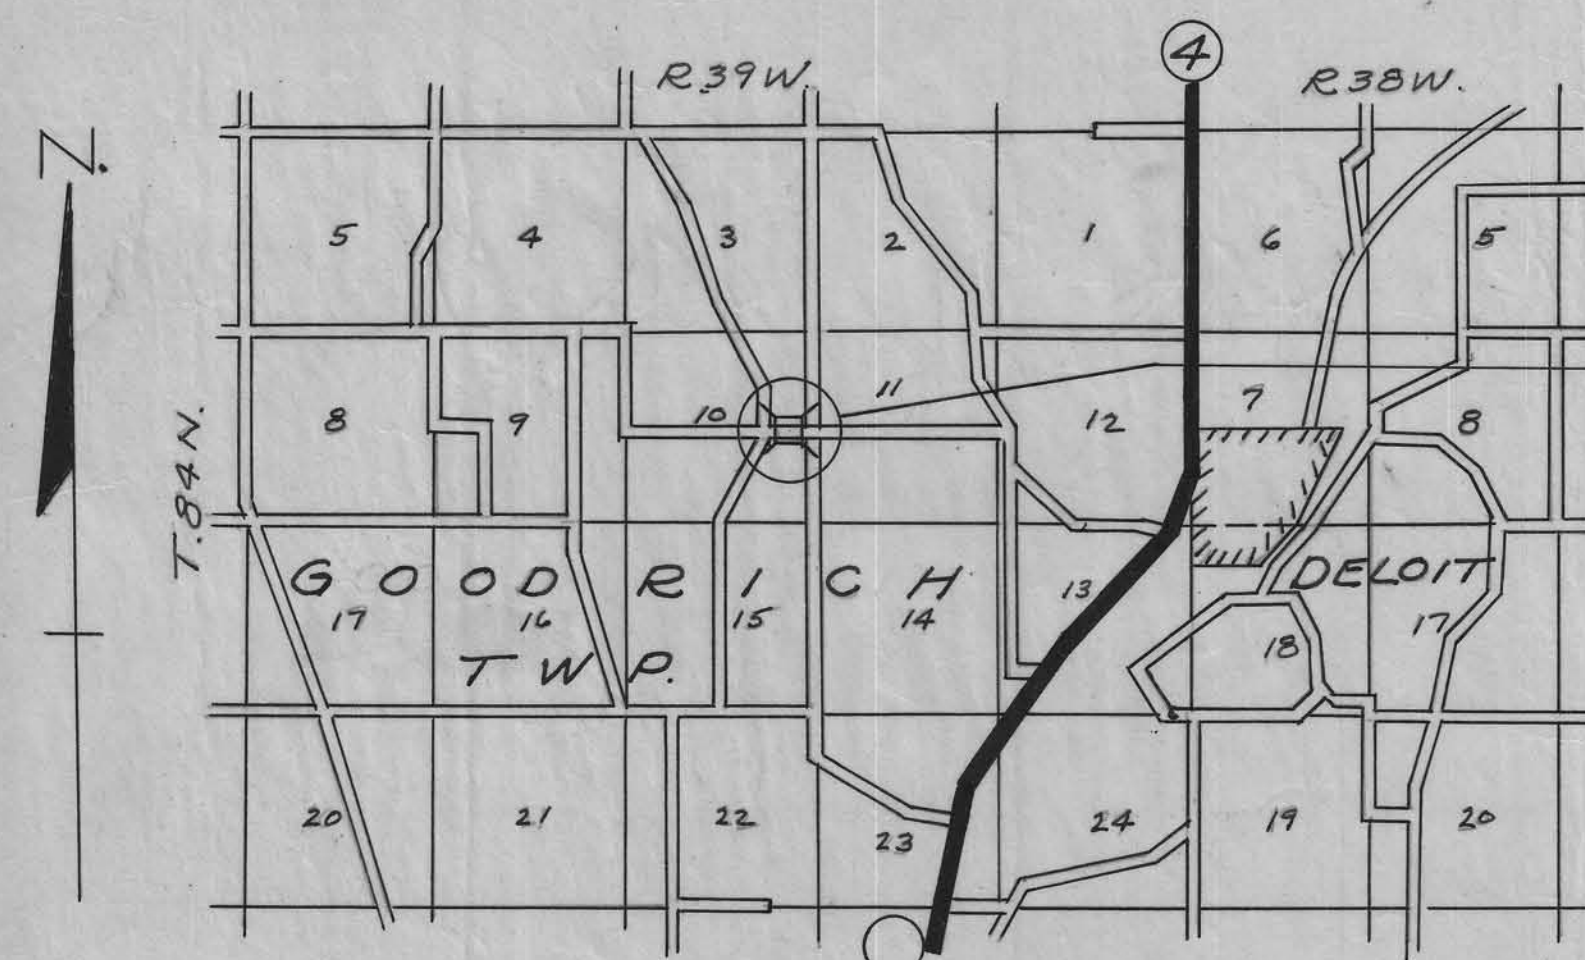 4
R.39W. R.38W.
N.
5 4 3 2 1 6 5
8 9 10 11 12 7 8
T.84N.
GOODRICH DELOIT
17 16 15 14 13 18 17
TWP.
20 21 22 23 24 19 20